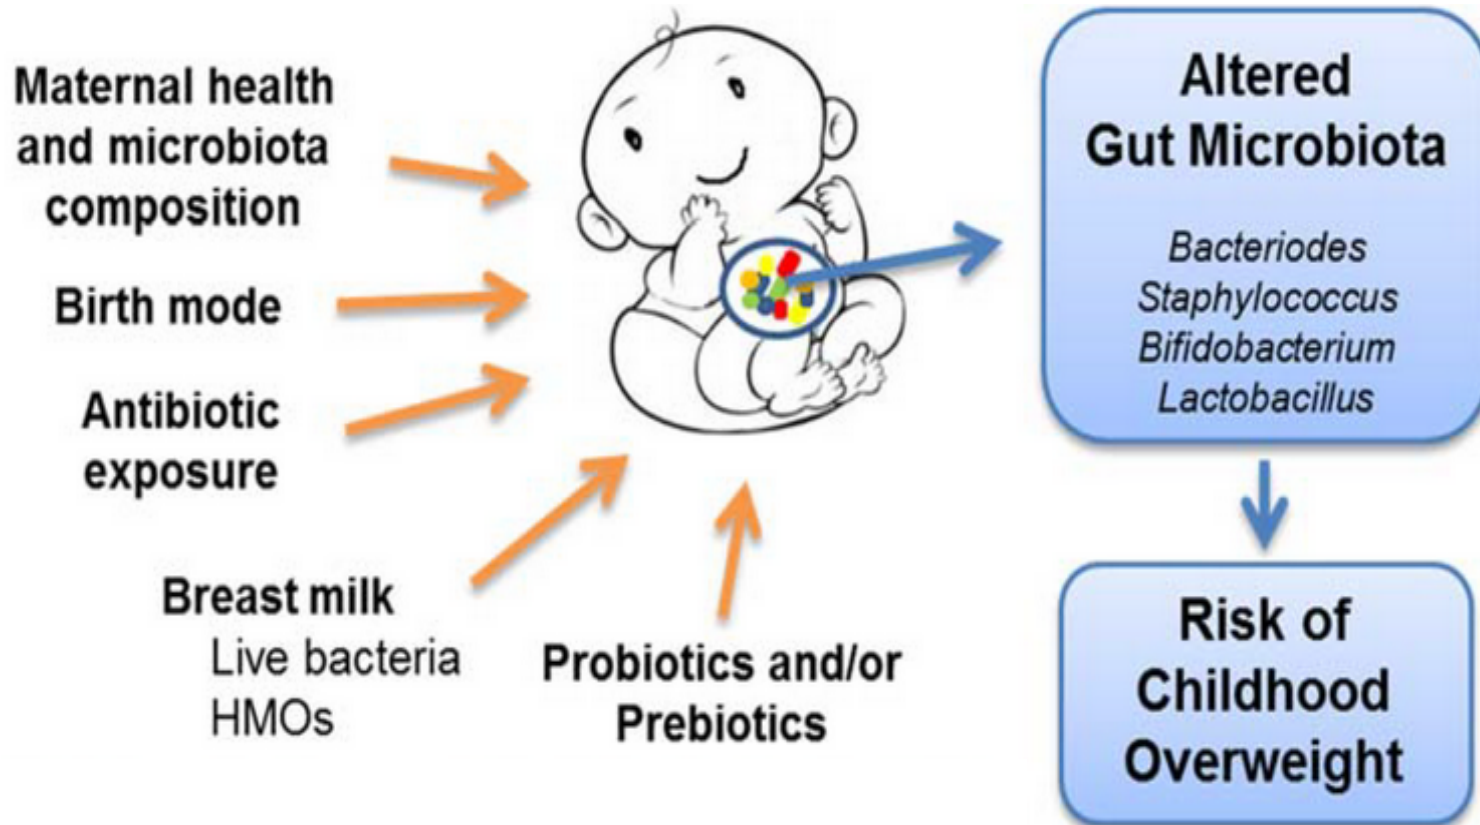 Maternal health
and microbiota
composition
Birth mode
Antibiotic
exposure
Breast milk
Live bacteria
HMOs
Probiotics and/or
Prebiotics
Altered
Gut Microbiota
Bacteriodes
Staphylococcus
Bifidobacterium
Lactobacillus
Risk of
Childhood
Overweight